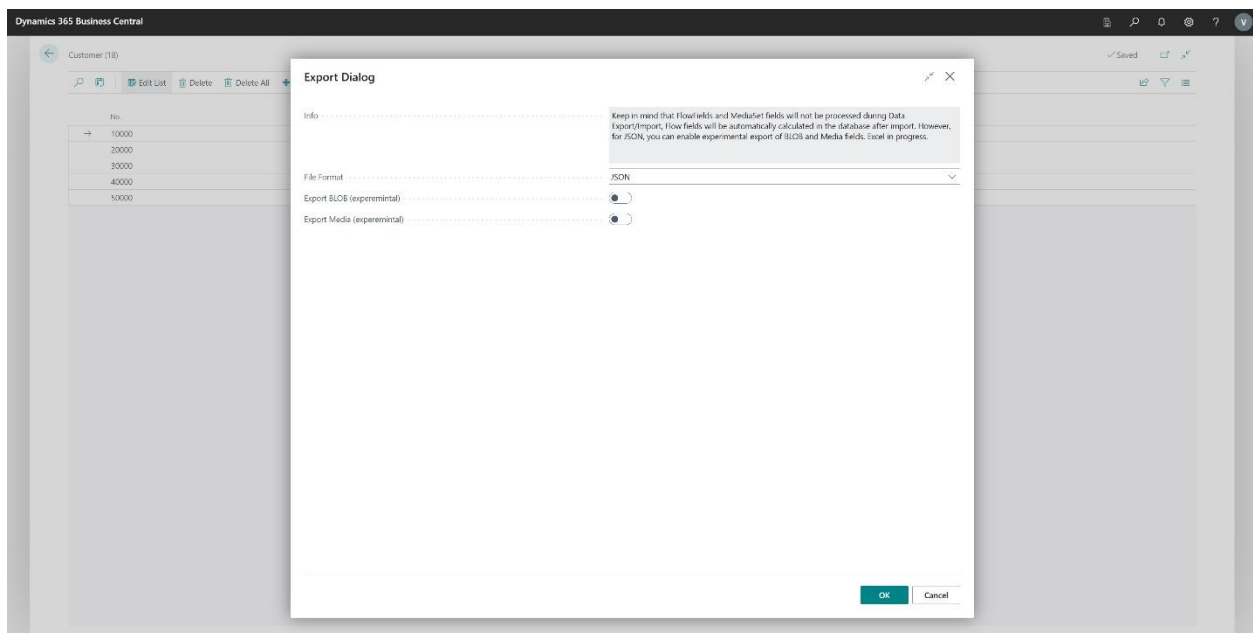 Dynamics 365 Business Central
?
V
Customer (18)
Saved
Edit List Delete Delete All
Export Dialog
No.
10000
20000
30000
40000
50000
Info
Keep in mind that FlowFields and MediaSet fields will not be processed during Data
Export/Import, Flow fields will be automatically calculated in the database after import. However,
for JSON, you can enable experimental export of BLOB and Media fields. Excel in progress.
File Format
JSON
Export BLOB (experemintal)
Export Media (experemintal)
OK Cancel